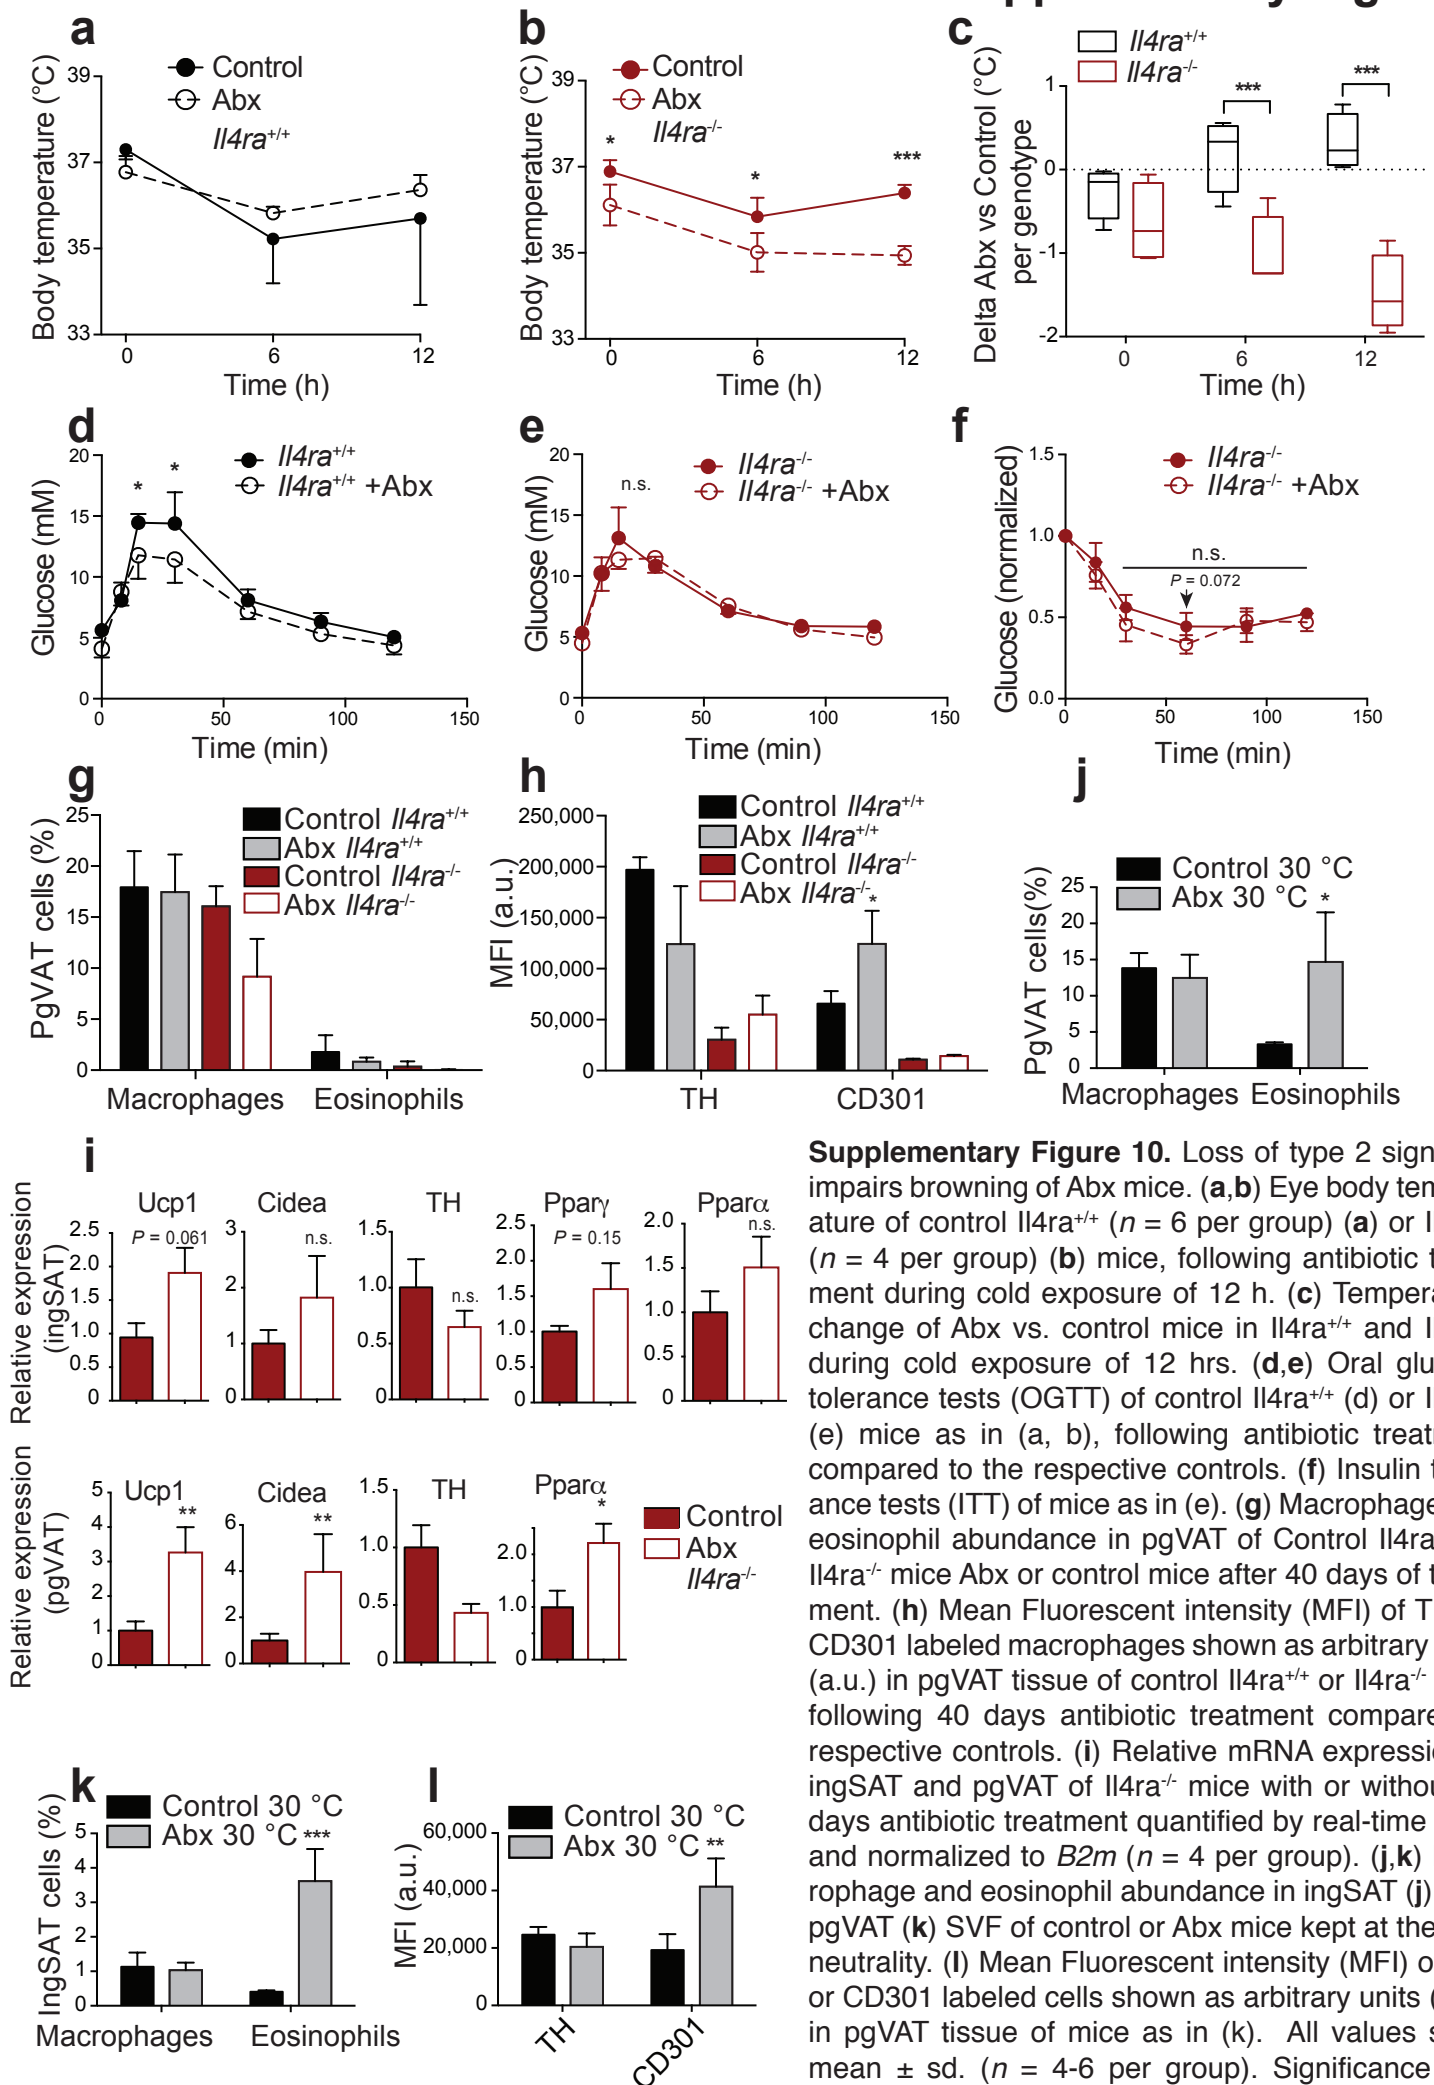 a
Control
Abx
Il4ra+/+
Body temperature (°C)
39
37
35
33
0
6
12
Time (h)
b
Control
Abx
Il4ra-/-
Body temperature (°C)
39
37
35
33
*
*
***
0
6
12
Time (h)
c
Il4ra+/+
Il4ra-/-
Delta Abx vs Control (°C)
per genotype
1
0
-1
-2
***
***
0
6
12
Time (h)
d
Il4ra+/+
Il4ra+/+ +Abx
Glucose (mM)
20
15
10
5
0
*
*
0
50
100
150
Time (min)
e
Il4ra-/-
Il4ra-/- +Abx
Glucose (mM)
20
15
10
5
0
n.s.
0
50
100
150
Time (min)
f
Il4ra-/-
Il4ra-/- +Abx
Glucose (normalized)
1.5
1.0
0.5
0.0
n.s.
P = 0.072
0
50
100
150
Time (min)
g
Control Il4ra+/+
Abx Il4ra+/+
Control Il4ra-/-
Abx Il4ra-/-
PgVAT cells (%)
25
20
15
10
5
0
Macrophages
Eosinophils
h
Control Il4ra+/+
Abx Il4ra+/+
Control Il4ra-/-
Abx Il4ra-/-
*
MFI (a.u.)
250,000
200,000
150,000
100,000
50,000
0
TH
CD301
j
Control 30 °C
Abx 30 °C
*
PgVAT cells(%)
25
20
15
10
5
0
Macrophages
Eosinophils
i
Relative expression
(ingSAT)
Ucp1
P = 0.061
2.5
2.0
1.5
1.0
0.5
0
Cidea
n.s.
3
2
1
0
TH
n.s.
1.5
1.0
0.5
0
Pparγ
P = 0.15
2.5
2.0
1.5
1.0
0.5
0
Pparα
n.s.
2.0
1.5
1.0
0.5
0
Relative expression
(pgVAT)
Ucp1
**
5
4
3
2
1
0
Cidea
**
6
4
2
0
TH
1.5
1.0
0.5
0
Pparα
*
2.0
1.0
0
Control
Abx
Il4ra-/-
k
Control 30 °C
Abx 30 °C
***
IngSAT cells (%)
5
4
3
2
1
0
Macrophages
Eosinophils
l
Control 30 °C
Abx 30 °C
**
MFI (a.u.)
60,000
40,000
20,000
0
TH
CD301
Supplementary Figure 10. Loss of type 2 sign
impairs browning of Abx mice. (a,b) Eye body tem
ature of control Il4ra+/+ (n = 6 per group) (a) or I
(n = 4 per group) (b) mice, following antibiotic t
ment during cold exposure of 12 h. (c) Tempera
change of Abx vs. control mice in Il4ra+/+ and I
during cold exposure of 12 hrs. (d,e) Oral glu
tolerance tests (OGTT) of control Il4ra+/+ (d) or I
(e) mice as in (a, b), following antibiotic treat
compared to the respective controls. (f) Insulin t
ance tests (ITT) of mice as in (e). (g) Macrophage
eosinophil abundance in pgVAT of Control Il4ra
Il4ra-/- mice Abx or control mice after 40 days of t
ment. (h) Mean Fluorescent intensity (MFI) of T
CD301 labeled macrophages shown as arbitrary
(a.u.) in pgVAT tissue of control Il4ra+/+ or Il4ra-/-
following 40 days antibiotic treatment compare
respective controls. (i) Relative mRNA expressi
ingSAT and pgVAT of Il4ra-/- mice with or withou
days antibiotic treatment quantified by real-time
and normalized to B2m (n = 4 per group). (j,k)
rophage and eosinophil abundance in ingSAT (j)
pgVAT (k) SVF of control or Abx mice kept at the
neutrality. (l) Mean Fluorescent intensity (MFI) o
or CD301 labeled cells shown as arbitrary units (
in pgVAT tissue of mice as in (k). All values s
mean ± sd. (n = 4-6 per group). Significance